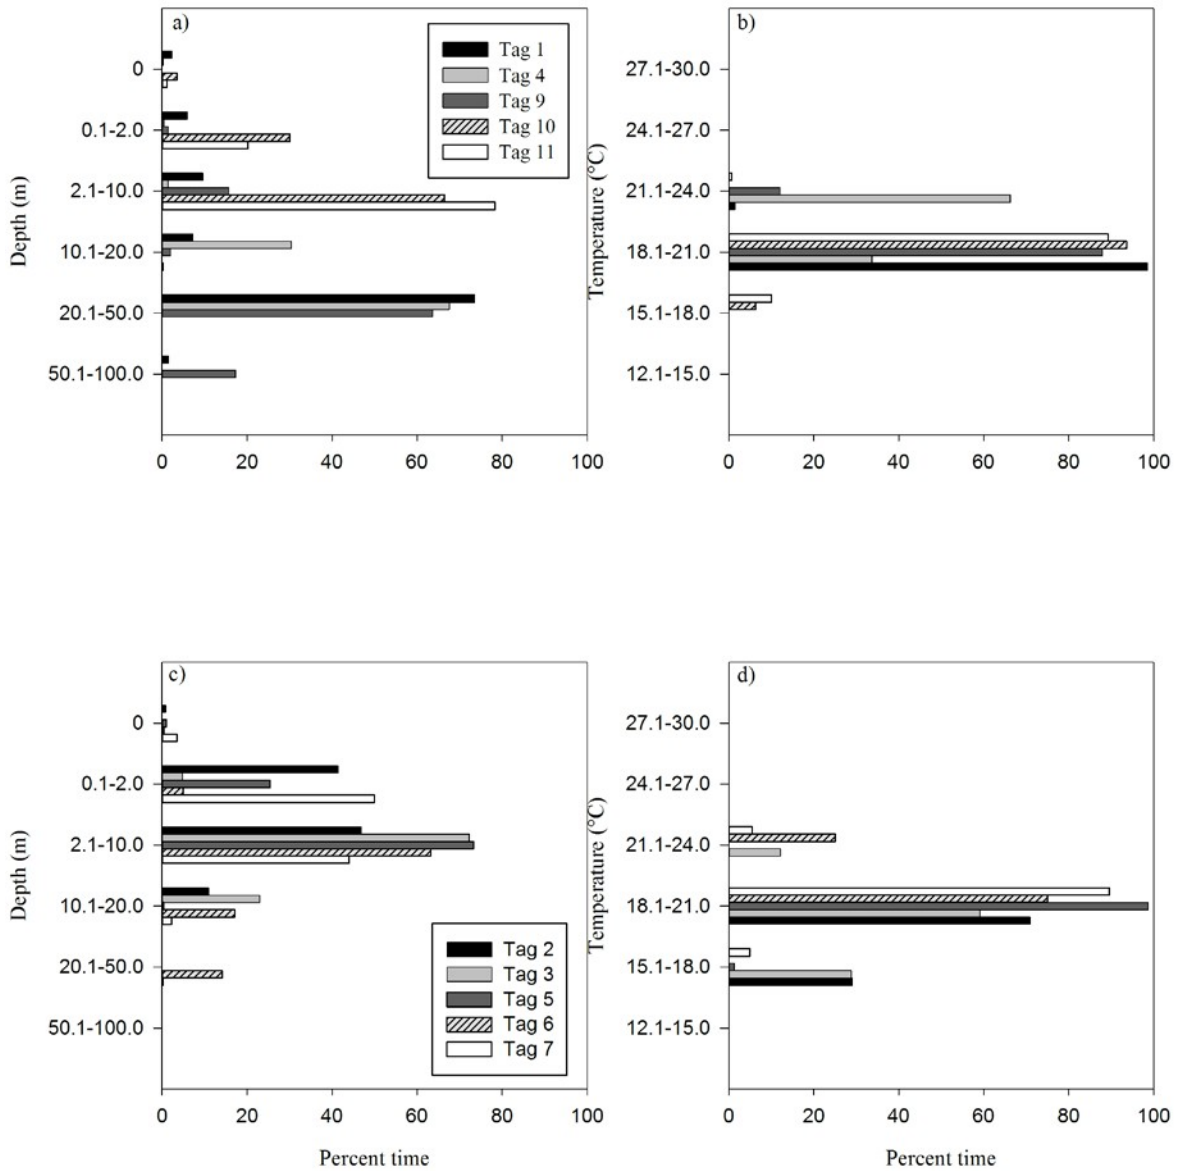 a)
Tag 1
Tag 4
Tag 9
Tag 10
Tag 11
Depth (m)
0
0.1-2.0
2.1-10.0
10.1-20.0
20.1-50.0
50.1-100.0
0 20 40 60 80 100
b)
Temperature (°C)
27.1-30.0
24.1-27.0
21.1-24.0
18.1-21.0
15.1-18.0
12.1-15.0
0 20 40 60 80 100
c)
Depth (m)
0
0.1-2.0
2.1-10.0
10.1-20.0
20.1-50.0
50.1-100.0
Tag 2
Tag 3
Tag 5
Tag 6
Tag 7
0 20 40 60 80 100
Percent time
d)
Temperature (°C)
27.1-30.0
24.1-27.0
21.1-24.0
18.1-21.0
15.1-18.0
12.1-15.0
0 20 40 60 80 100
Percent time